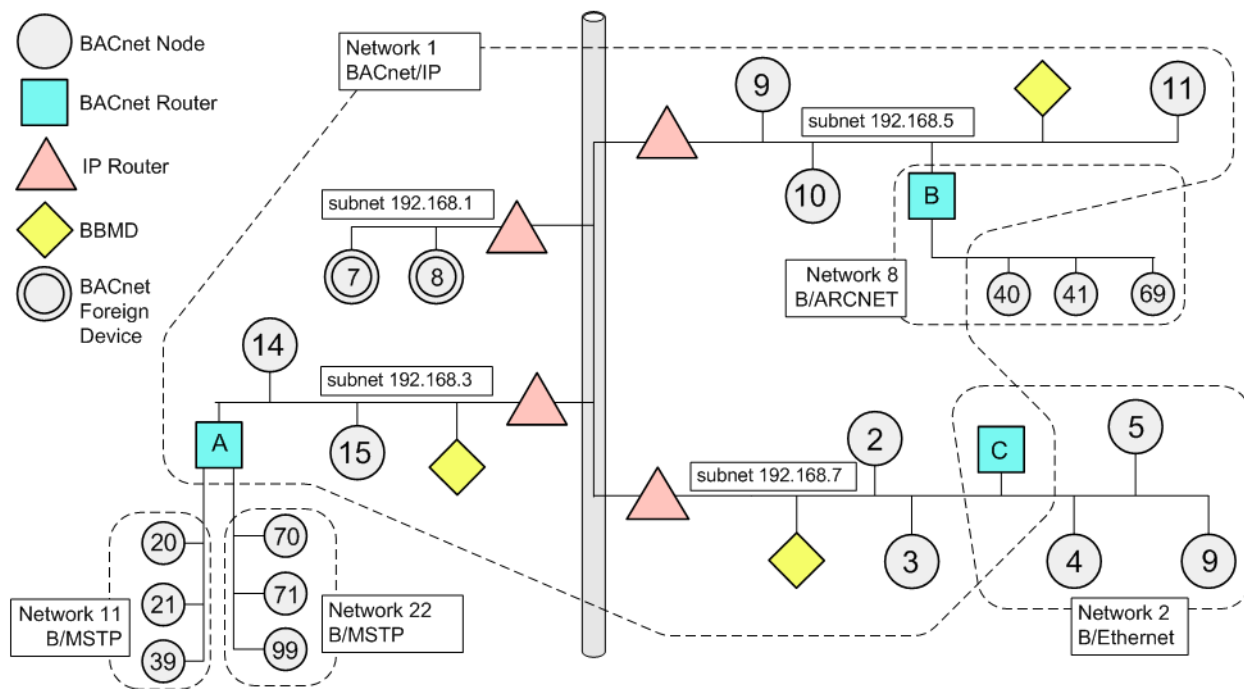 BACnet Node
BACnet Router
IP Router
BBMD
BACnet
Foreign
Device
Network 1
BACnet/IP
9
11
subnet 192.168.5
10
B
subnet 192.168.1
7
8
Network 8
B/ARCNET
40
41
69
14
subnet 192.168.3
A
15
2
5
C
subnet 192.168.7
3
4
9
20
70
21
71
39
99
Network 11
B/MSTP
Network 22
B/MSTP
Network 2
B/Ethernet